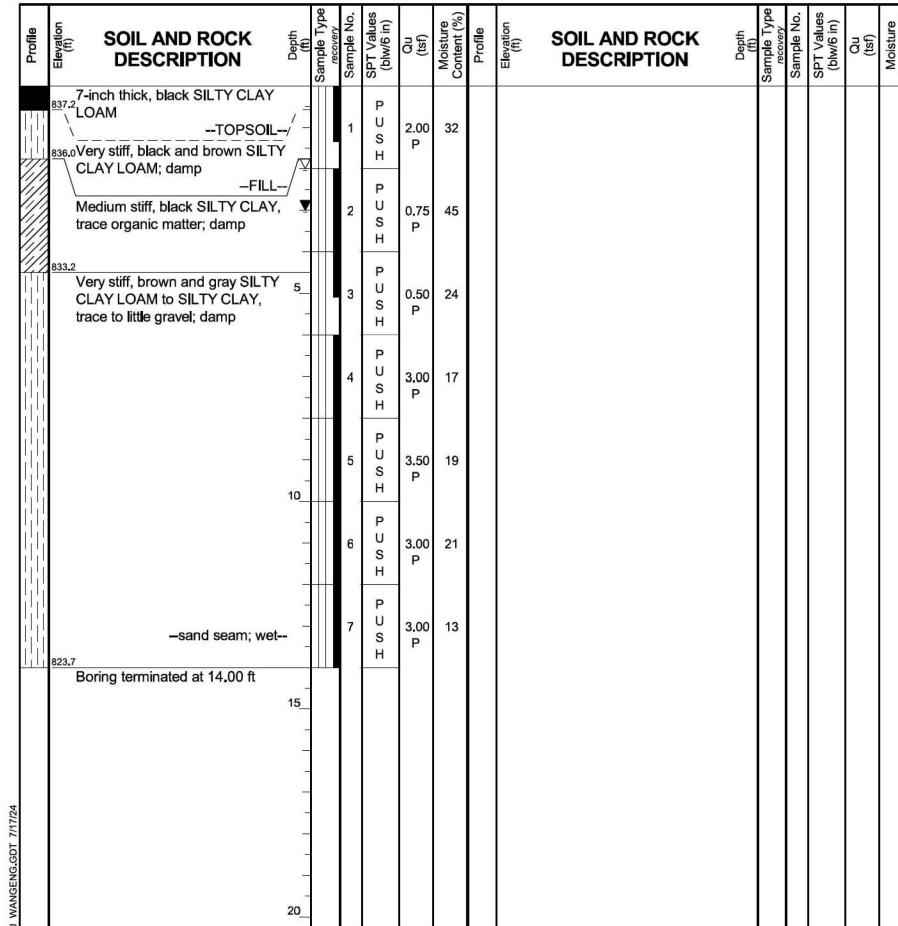 Profile Elevation (ft) SOIL AND ROCK DESCRIPTION Depth (ft) Sample Type recovery Sample No. SPT Values (blw/6 in) Qu (tsf) Moisture Content (%) Profile Elevation (ft) SOIL AND ROCK DESCRIPTION Depth (ft) Sample Type recovery Sample No. SPT Values (blw/6 in) Qu (tsf) Moisture
837.2 7-inch thick, black SILTY CLAY
LOAM
--TOPSOIL--
1 PUSH 2.00 P 32
836.0 Very stiff, black and brown SILTY
CLAY LOAM; damp
--FILL--
Medium stiff, black SILTY CLAY,
trace organic matter; damp
2 PUSH 0.75 P 45
833.2
Very stiff, brown and gray SILTY
CLAY LOAM to SILTY CLAY,
trace to little gravel; damp
5
3 PUSH 0.50 P 24
4 PUSH 3.00 P 17
5 PUSH 3.50 P 19
10
6 PUSH 3.00 P 21
7 PUSH 3.00 P 13
--sand seam; wet--
823.7
Boring terminated at 14.00 ft
15
20
WANGENG.GDT 7/17/24